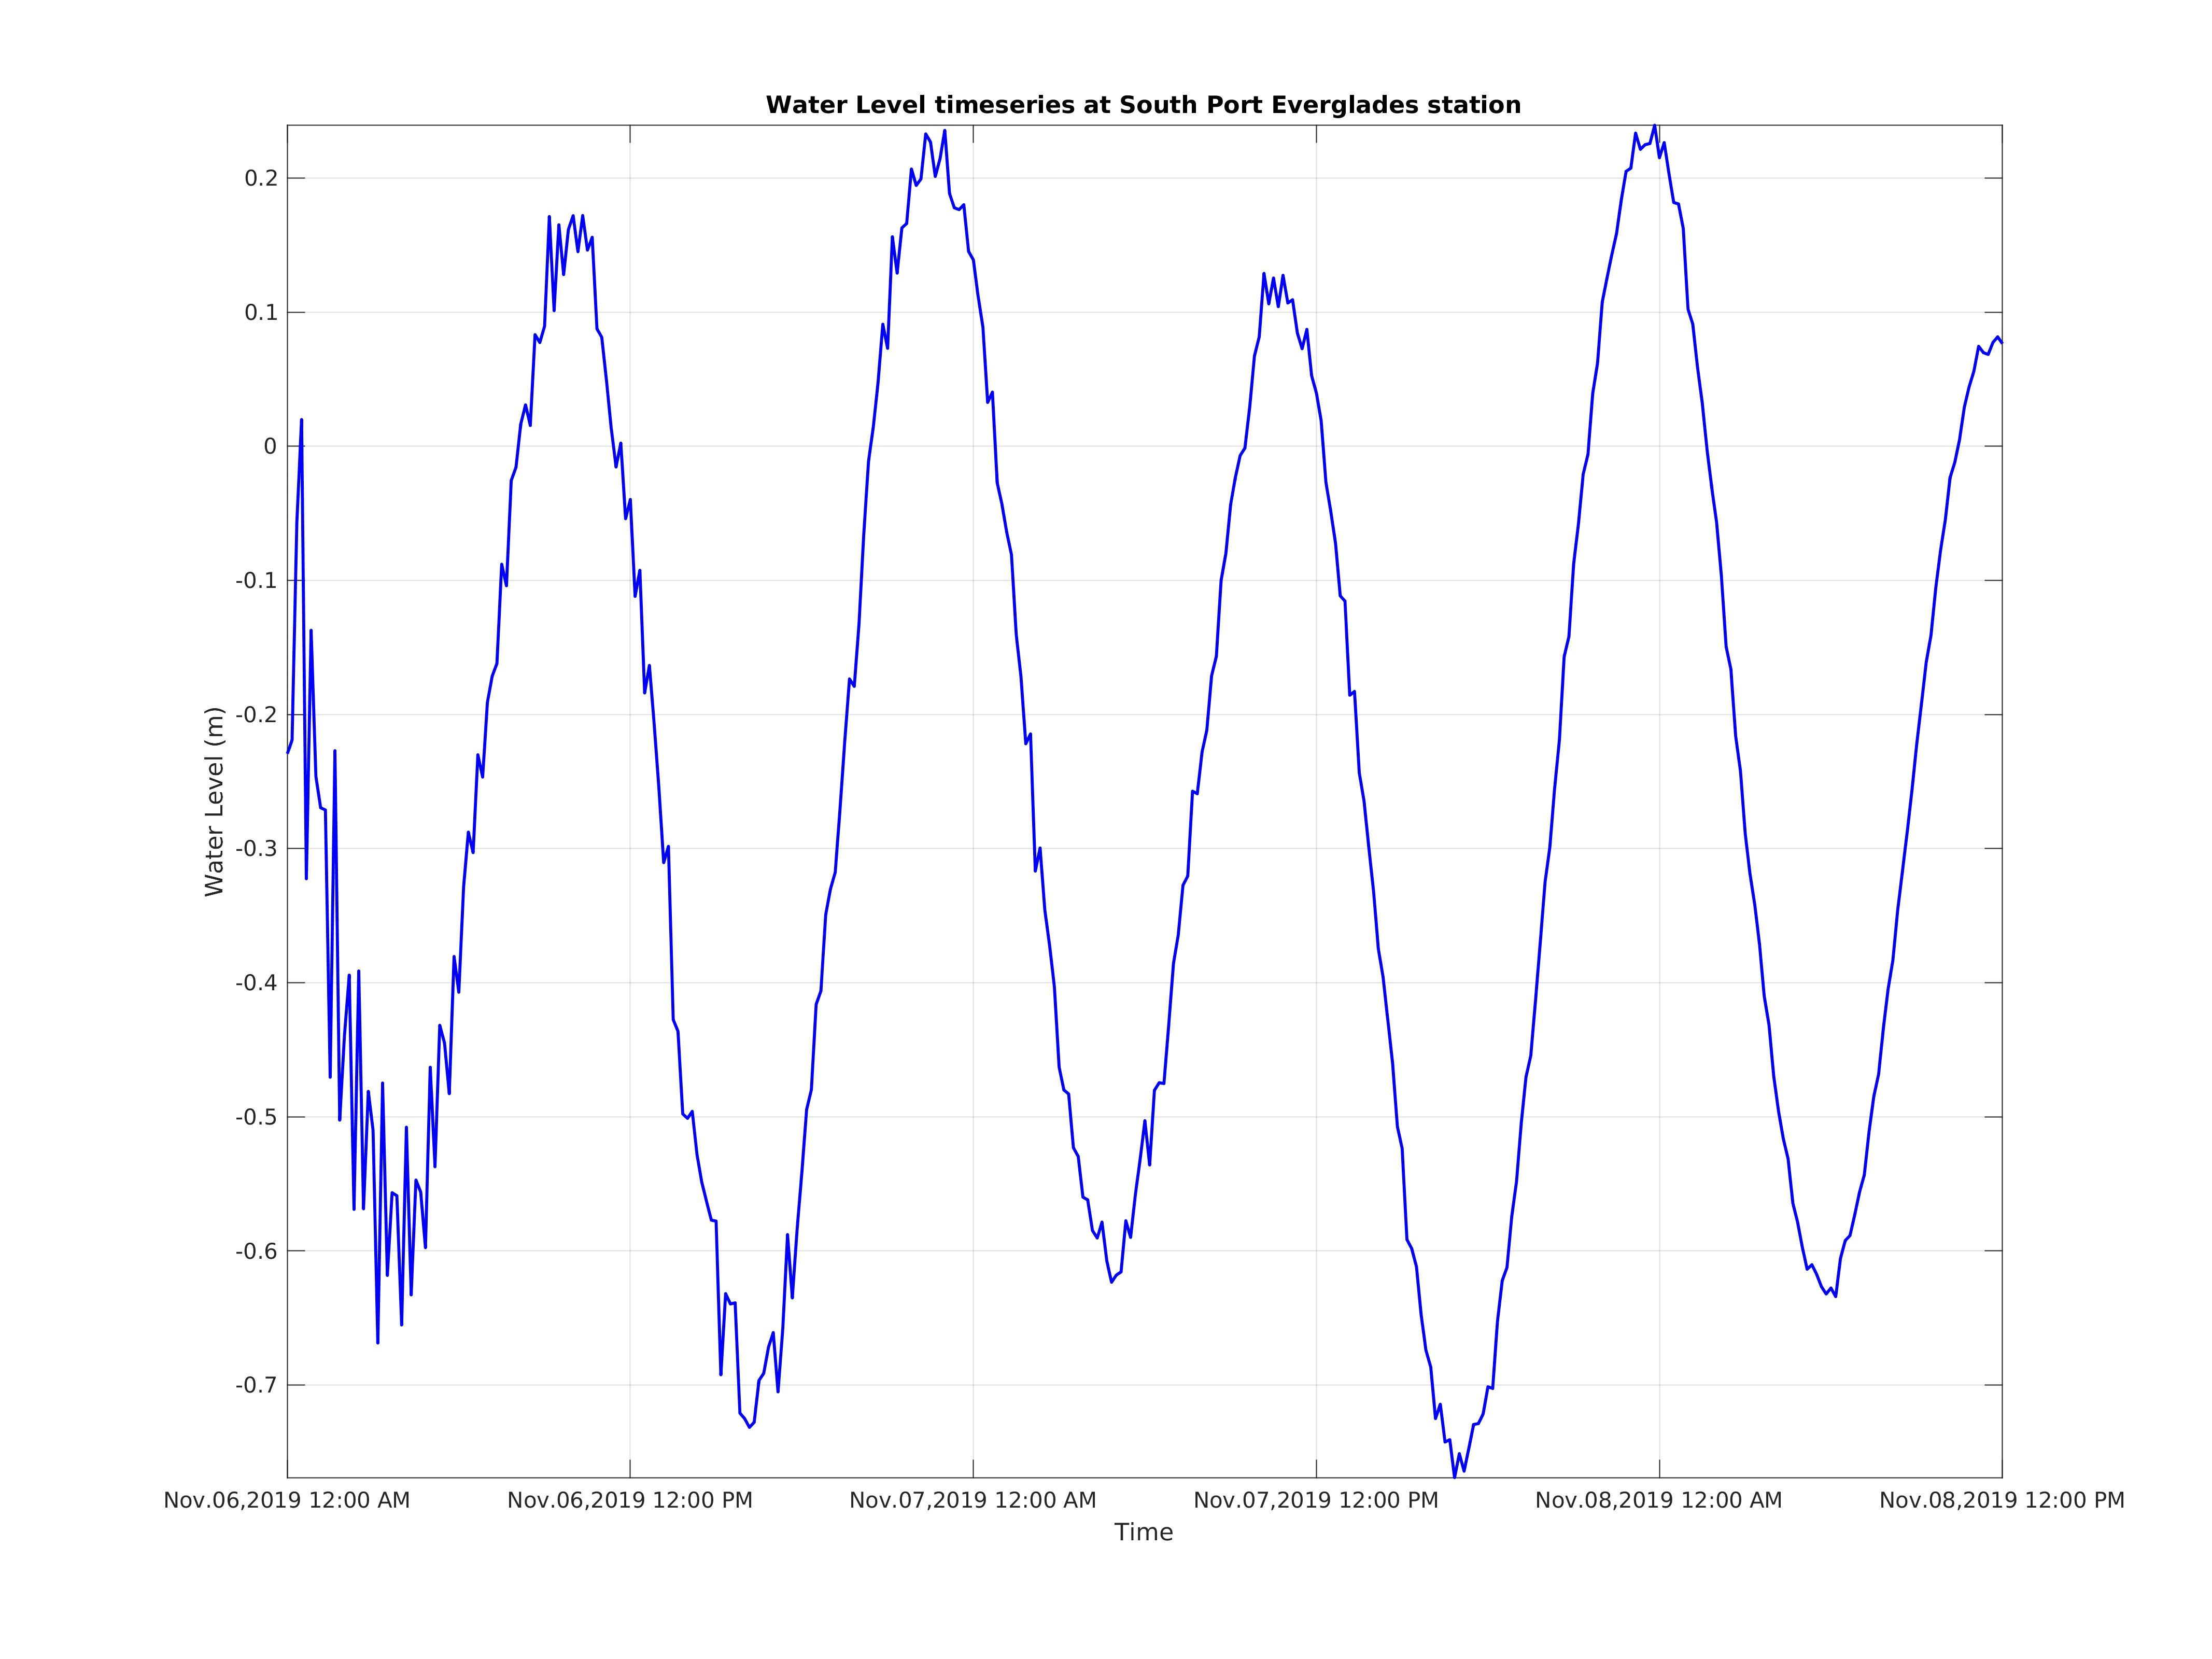 Water Level timeseries at South Port Everglades station
0.2
0.1
0
-0.1
-0.2
-0.3
-0.4
-0.5
-0.6
-0.7
Water Level (m)
Nov.06,2019 12:00 AM
Nov.06,2019 12:00 PM
Nov.07,2019 12:00 AM
Nov.07,2019 12:00 PM
Nov.08,2019 12:00 AM
Nov.08,2019 12:00 PM
Time